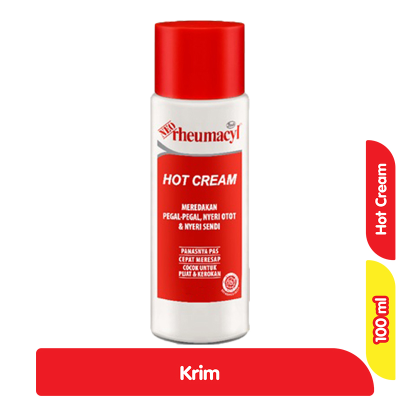 NEO rheumacyl
HOT CREAM
MEREDAKAN
PEGAL-PEGAL, NYERI OTOT
& NYERI SENDI
PANASNYA PAS
CEPAT MERESAP
COCOK UNTUK
PIJAT & KEROKAN
Hot Cream
100 ml
Krim